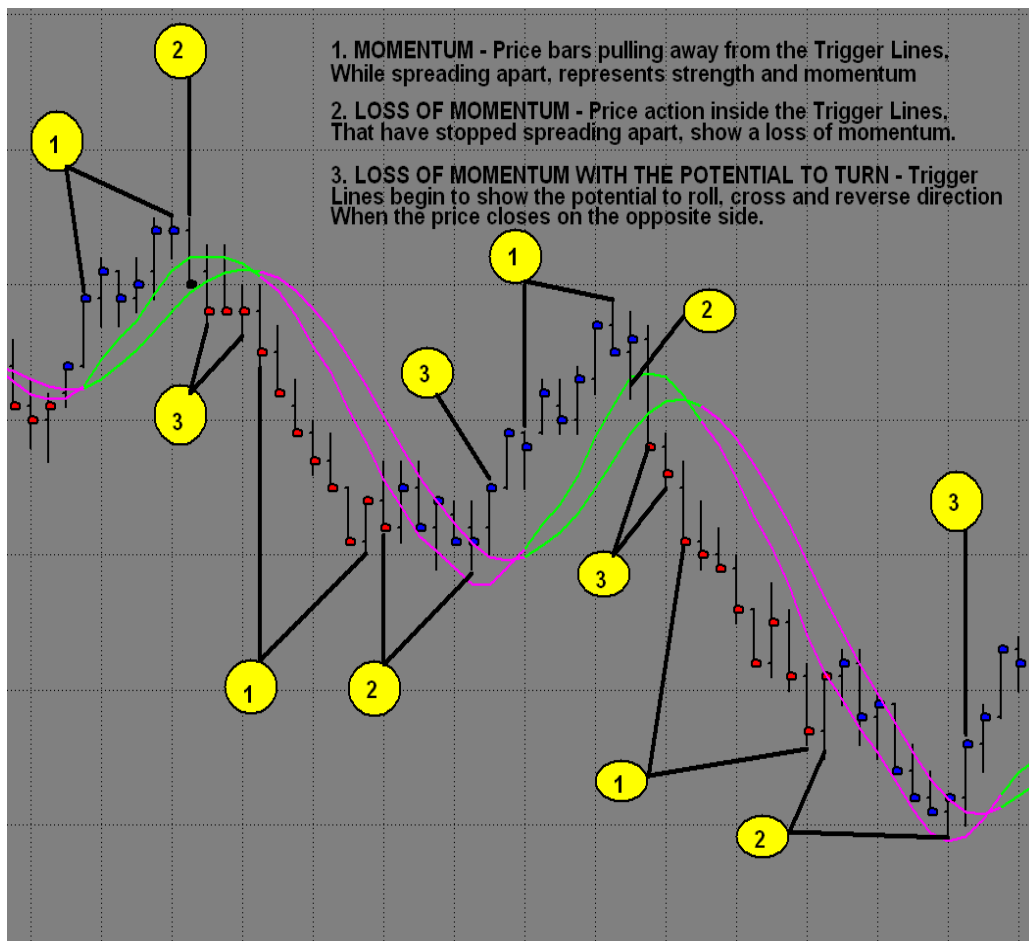 1. MOMENTUM - Price bars pulling away from the Trigger Lines,
While spreading apart, represents strength and momentum
2. LOSS OF MOMENTUM - Price action inside the Trigger Lines,
That have stopped spreading apart, show a loss of momentum.
3. LOSS OF MOMENTUM WITH THE POTENTIAL TO TURN - Trigger
Lines begin to show the potential to roll, cross and reverse direction
When the price closes on the opposite side.
2
1
1
2
3
3
3
3
1
2
1
2